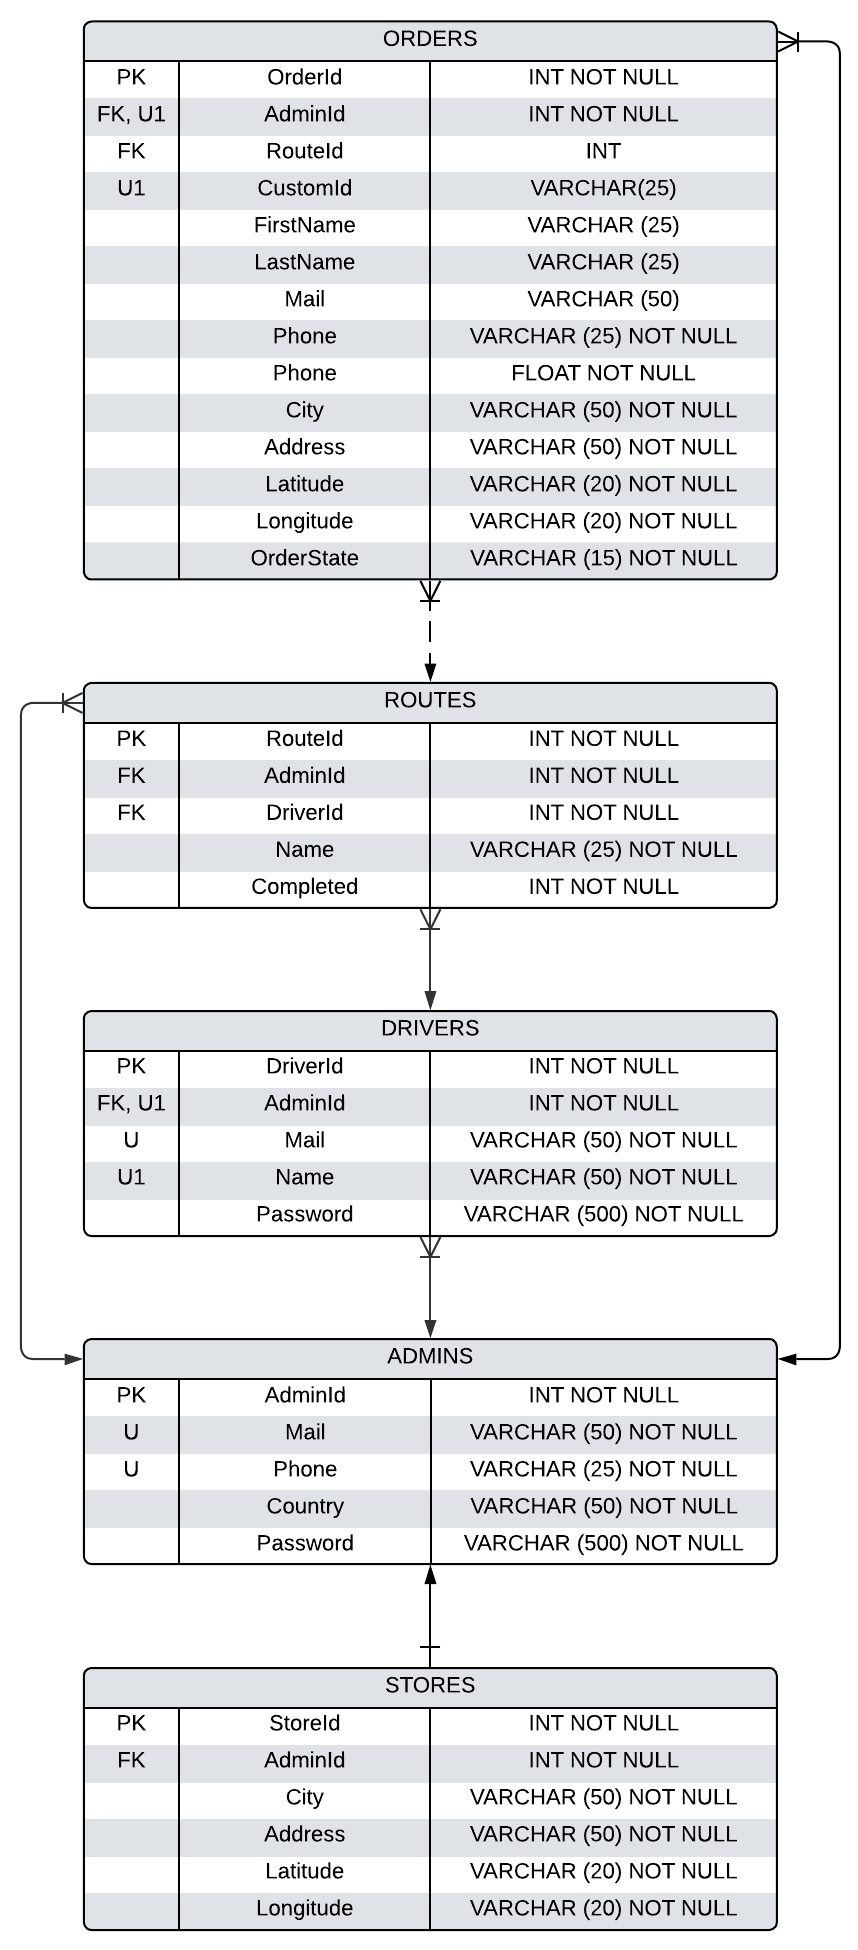 ORDERS
PK OrderId INT NOT NULL
FK, U1 AdminId INT NOT NULL
FK RouteId INT
U1 CustomId VARCHAR(25)
FirstName VARCHAR (25)
LastName VARCHAR (25)
Mail VARCHAR (50)
Phone VARCHAR (25) NOT NULL
Phone FLOAT NOT NULL
City VARCHAR (50) NOT NULL
Address VARCHAR (50) NOT NULL
Latitude VARCHAR (20) NOT NULL
Longitude VARCHAR (20) NOT NULL
OrderState VARCHAR (15) NOT NULL
ROUTES
PK RouteId INT NOT NULL
FK AdminId INT NOT NULL
FK DriverId INT NOT NULL
Name VARCHAR (25) NOT NULL
Completed INT NOT NULL
DRIVERS
PK DriverId INT NOT NULL
FK, U1 AdminId INT NOT NULL
U Mail VARCHAR (50) NOT NULL
U1 Name VARCHAR (50) NOT NULL
Password VARCHAR (500) NOT NULL
ADMINS
PK AdminId INT NOT NULL
U Mail VARCHAR (50) NOT NULL
U Phone VARCHAR (25) NOT NULL
Country VARCHAR (50) NOT NULL
Password VARCHAR (500) NOT NULL
STORES
PK StoreId INT NOT NULL
FK AdminId INT NOT NULL
City VARCHAR (50) NOT NULL
Address VARCHAR (50) NOT NULL
Latitude VARCHAR (20) NOT NULL
Longitude VARCHAR (20) NOT NULL